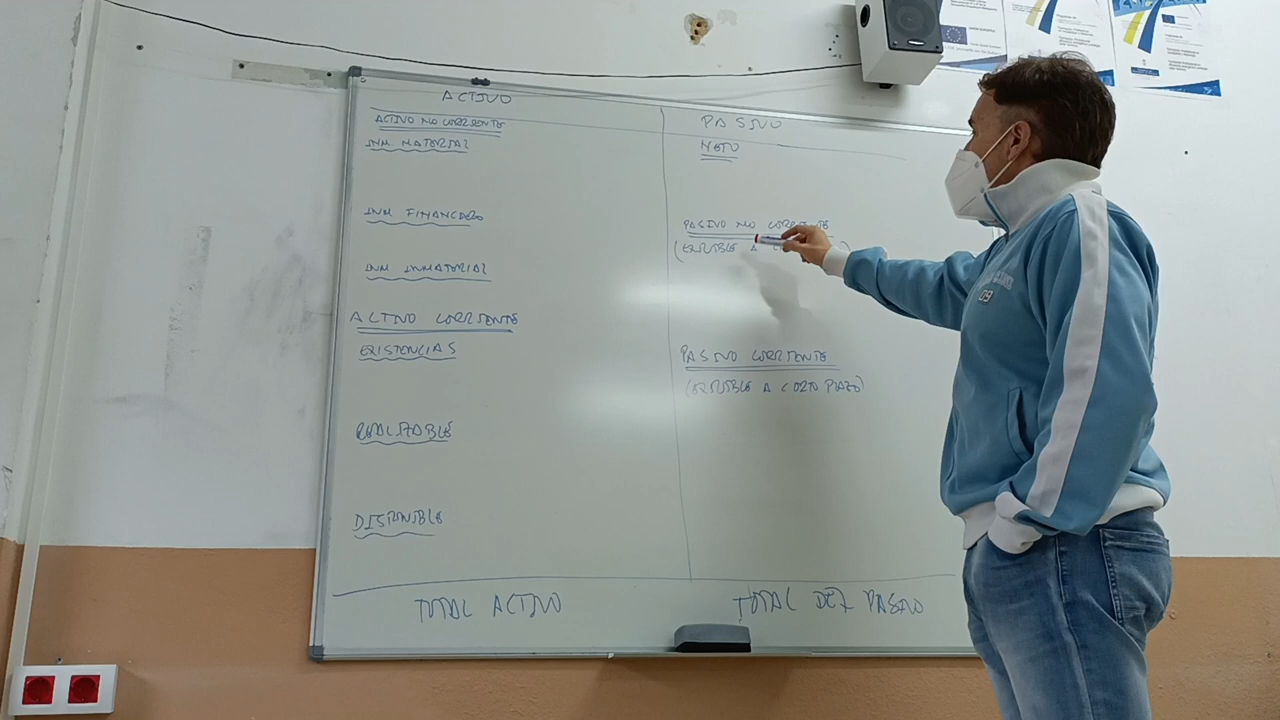 ACTIVO
ACTIVO NO CORRIENTE
INM MATERIAL
INM FINANCIERO
INM INMATERIAL
ACTIVO CORRIENTE
EXISTENCIAS
REALIZABLE
DISPONIBLE
TOTAL ACTIVO
PASIVO
NETO
PASIVO NO CORRIENTE
(EXIGIBLE A
PASIVO CORRIENTE
(EXIGIBLE A CORTO PLAZO)
TOTAL DEL PASIVO
09